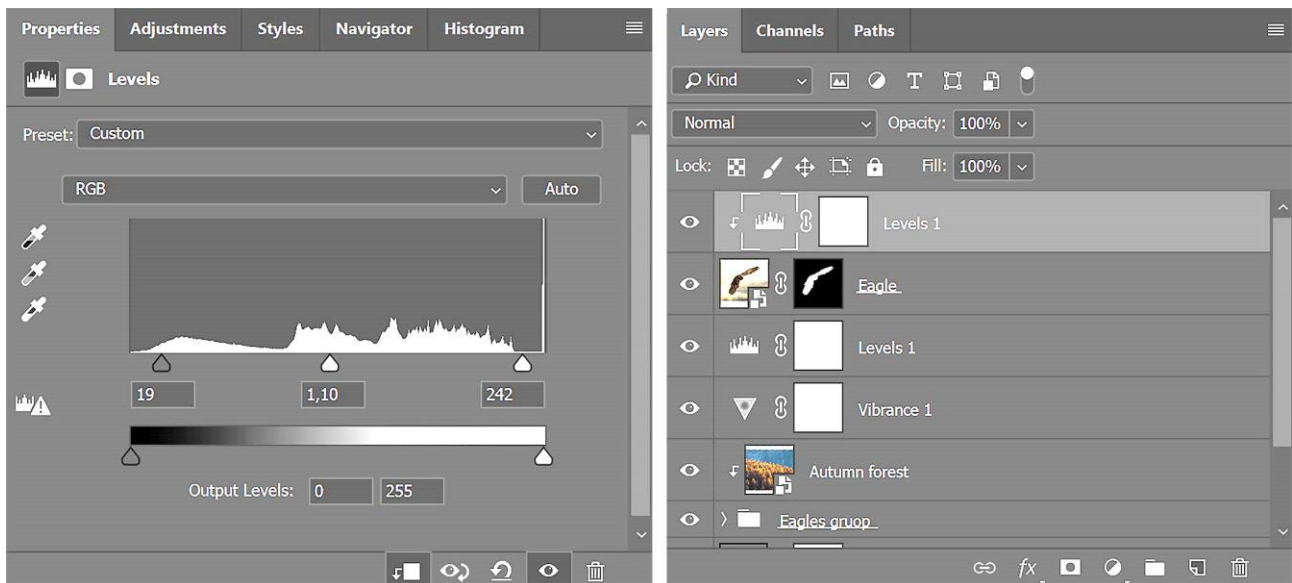 Properties Adjustments Styles Navigator Histogram
Levels
Preset: Custom
RGB Auto
19 1,10 242
Output Levels: 0 255
Layers Channels Paths
Kind
Normal Opacity: 100%
Lock: Fill: 100%
Levels 1
Eagle
Levels 1
Vibrance 1
Autumn forest
Eagles gruop
fx